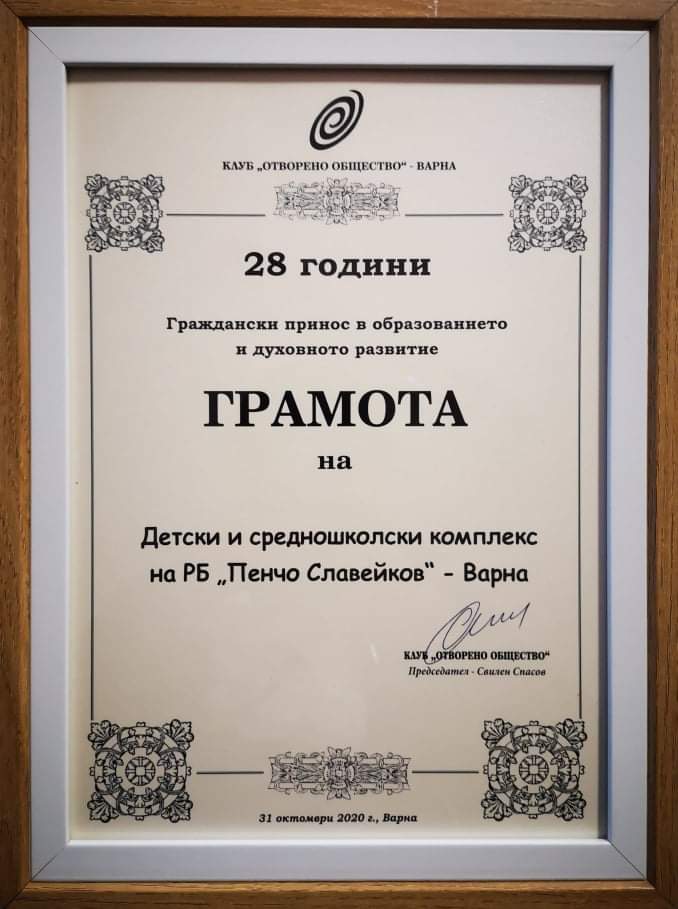 КЛУБ „ОТВОРЕНО ОБЩЕСТВО“ - ВАРНА
28 години
Граждански принос в образованието
и духовното развитие
ГРАМОТА
на
Детски и средношколски комплекс
на РБ „Пенчо Славейков“ - Варна
КЛУБ „ОТВОРЕНО ОБЩЕСТВО“
Председател - Свилен Спасов
31 октомври 2020 г., Варна